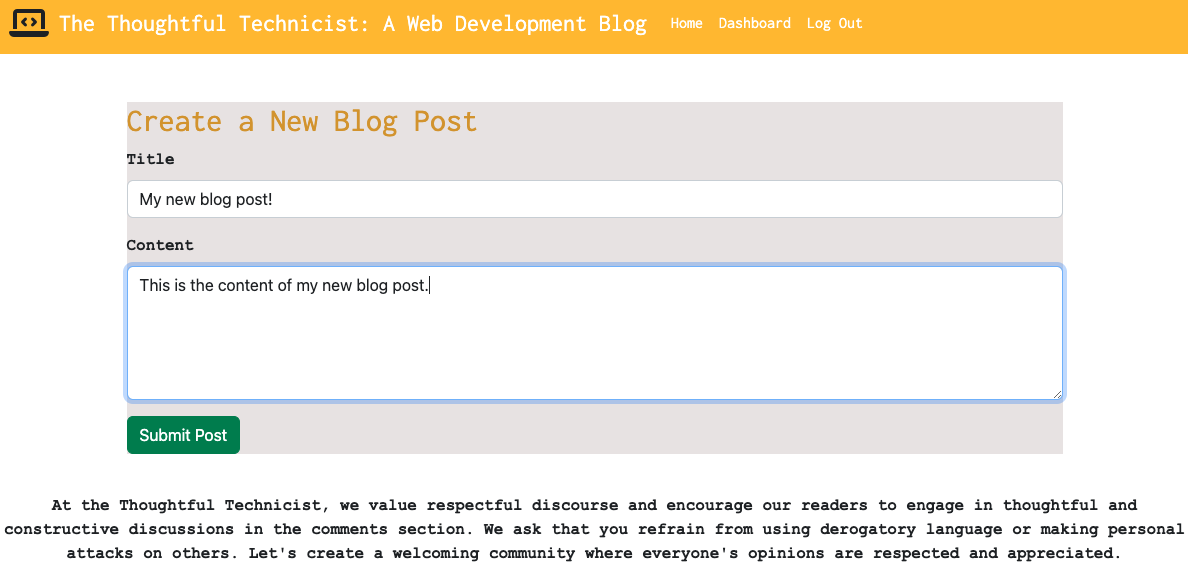 The Thoughtful Technicist: A Web Development Blog Home Dashboard Log Out
Create a New Blog Post
Title
My new blog post!
Content
This is the content of my new blog post.
Submit Post
At the Thoughtful Technicist, we value respectful discourse and encourage our readers to engage in thoughtful and
constructive discussions in the comments section. We ask that you refrain from using derogatory language or making personal
attacks on others. Let's create a welcoming community where everyone's opinions are respected and appreciated.